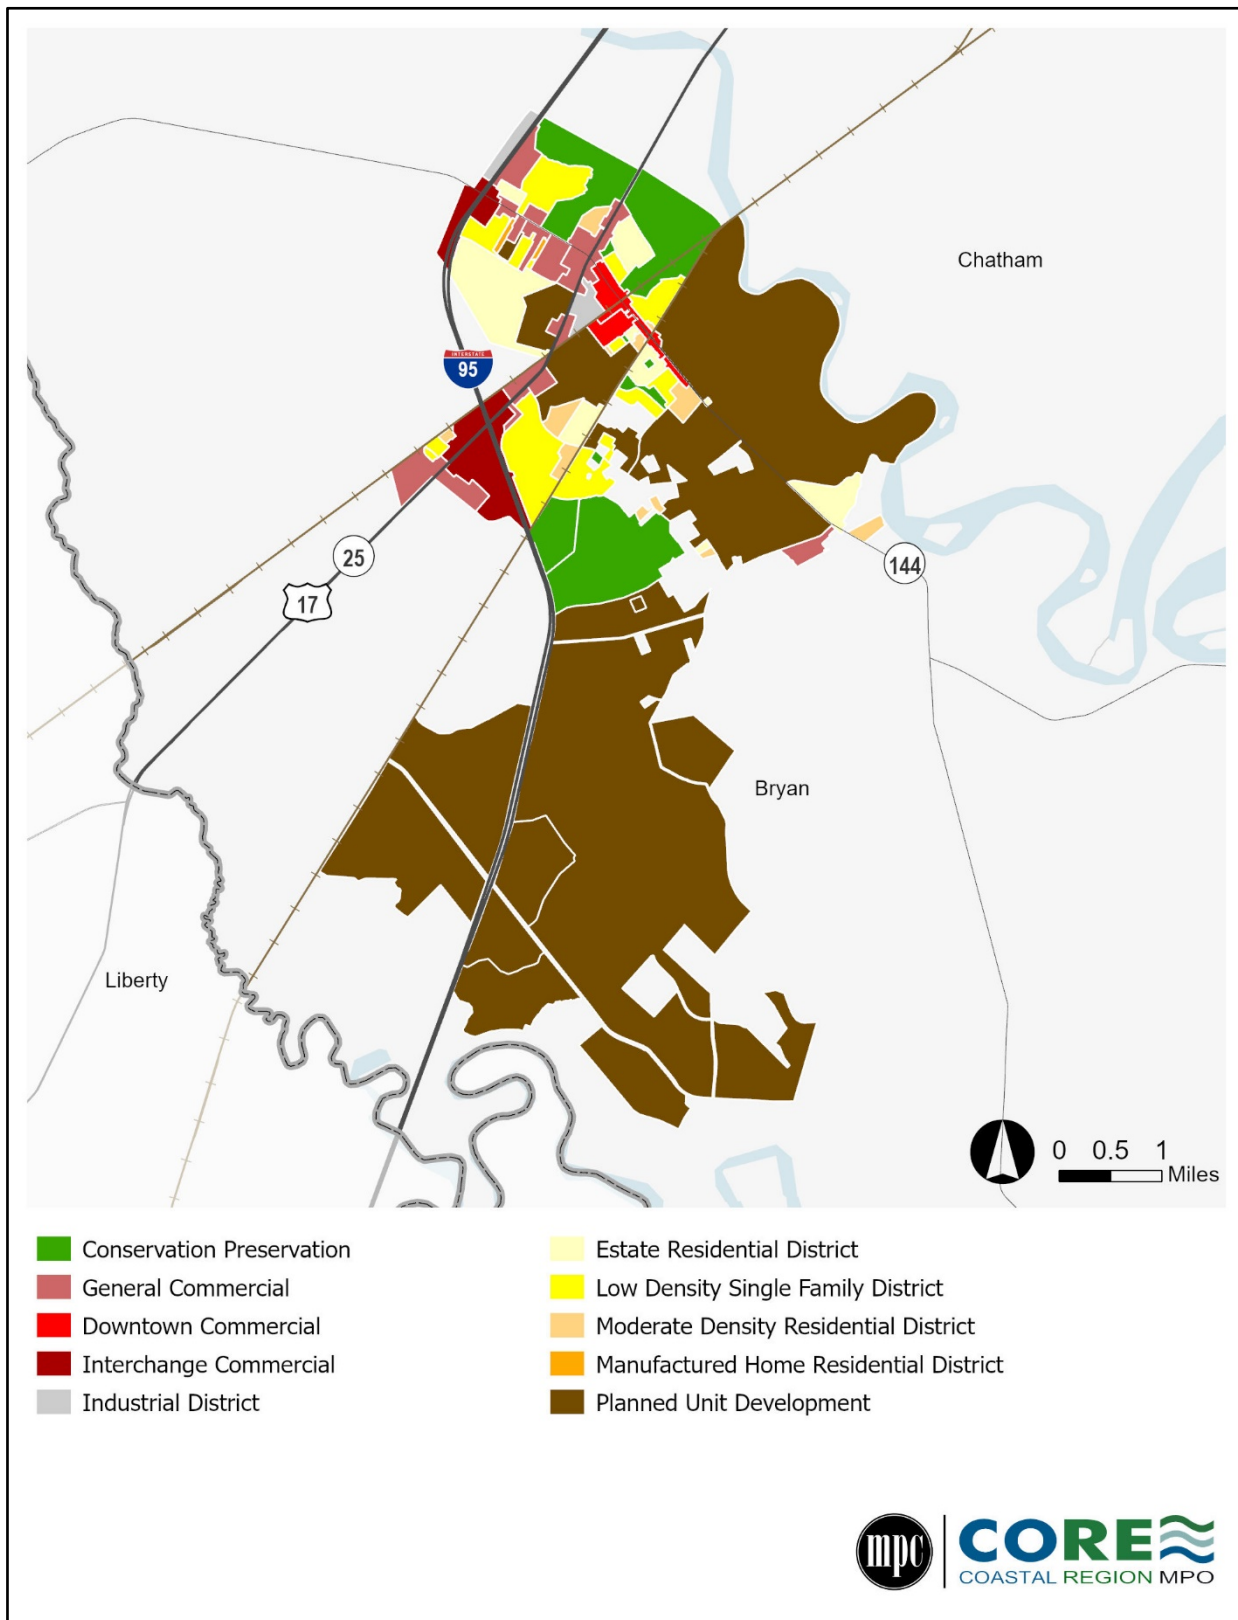 Chatham
INTERSTATE
95
25
17
144
Bryan
Liberty
0 0.5 1
Miles
Conservation Preservation
General Commercial
Downtown Commercial
Interchange Commercial
Industrial District
Estate Residential District
Low Density Single Family District
Moderate Density Residential District
Manufactured Home Residential District
Planned Unit Development
mpc
CORE
COASTAL REGION MPO